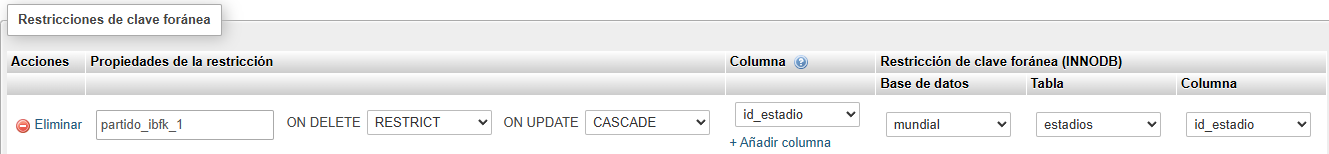 Restricciones de clave foránea
Acciones Propiedades de la restricción Columna Restricción de clave foránea (INNODB)
Base de datos Tabla Columna
Eliminar partido_ibfk_1 ON DELETE RESTRICT ON UPDATE CASCADE id_estadio mundial estadios id_estadio
+ Añadir columna